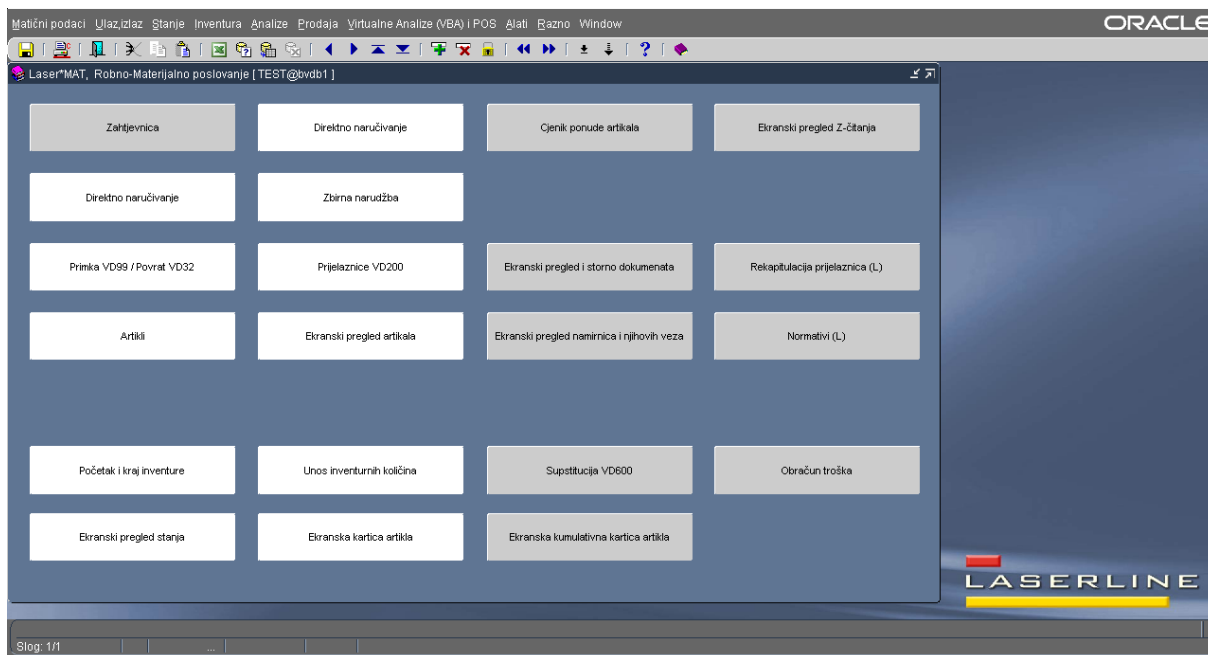 Matični podaci Ulaz,izlaz Stanje Inventura Analize Prodaja Virtualne Analize (VBA) i POS Alati Razno Window
ORACLE
Laser*MAT, Robno-Materijalno poslovanje [ TEST@bvdb1 ]
Zahtjevnica Direktno naručivanje Cjenik ponude artikala Ekranski pregled Z-čitanja
Direktno naručivanje Zbirna narudžba
Primka VD99 / Povrat VD32 Prijelaznice VD200 Ekranski pregled i storno dokumenata Rekapitulacija prijelaznica (L)
Artikli Ekranski pregled artikala Ekranski pregled namirnica i njihovih veza Normativi (L)
Početak i kraj inventure Unos inventurnih količina Supstitucija VD600 Obračun troška
Ekranski pregled stanja Ekranska kartica artikla Ekranska kumulativna kartica artikla
LASERLINE
Slog: 1/1 ...